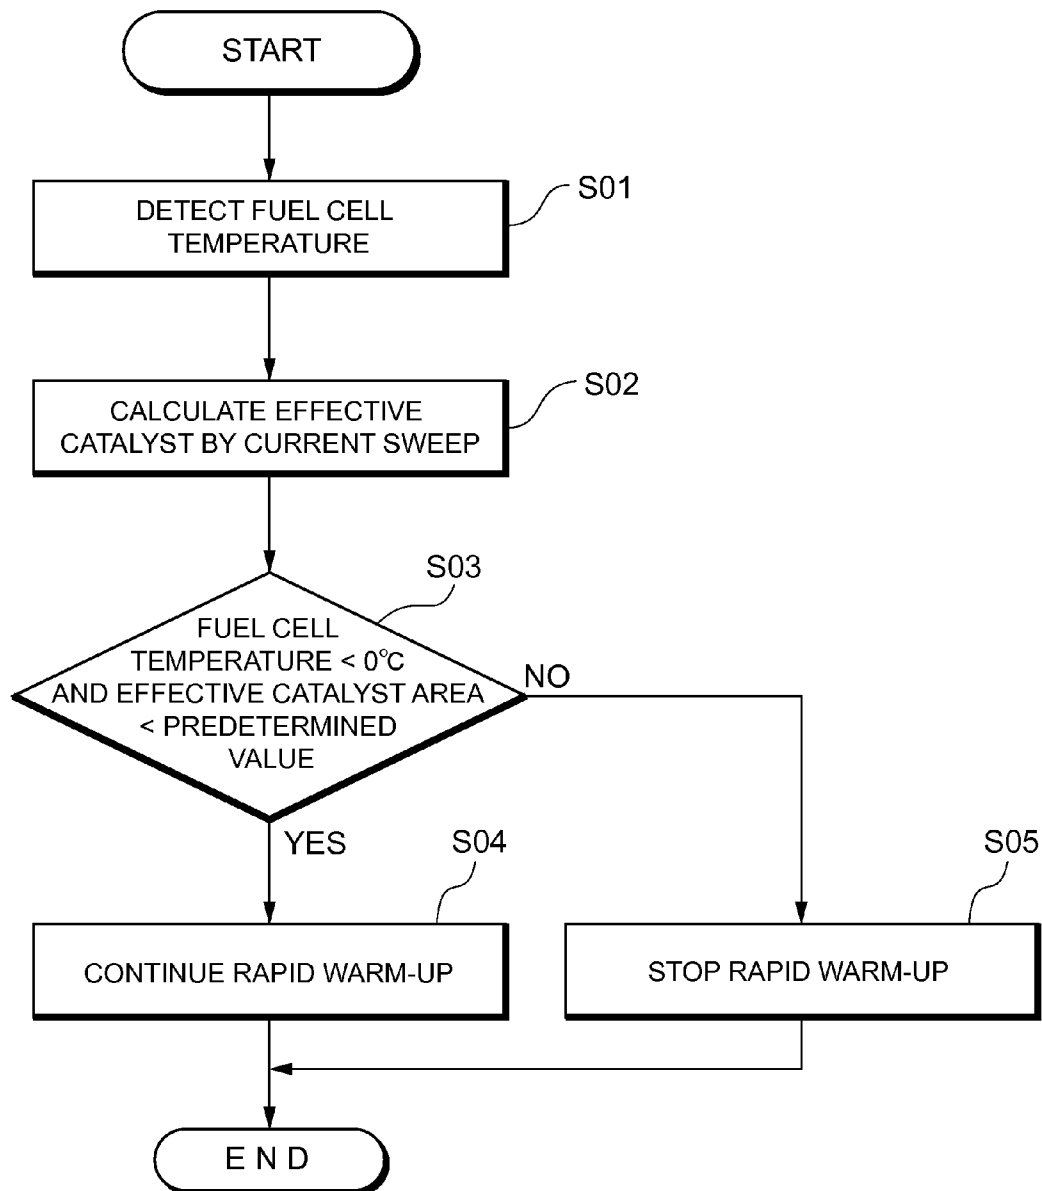 START
DETECT FUEL CELL
TEMPERATURE
S01
CALCULATE EFFECTIVE
CATALYST BY CURRENT SWEEP
S02
S03
FUEL CELL
TEMPERATURE < 0℃
AND EFFECTIVE CATALYST AREA
< PREDETERMINED
VALUE
NO
YES
S04
CONTINUE RAPID WARM-UP
S05
STOP RAPID WARM-UP
E N D